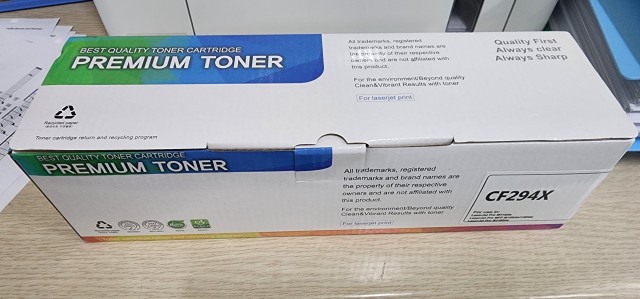 BEST QUALITY TONER CARTRIDGE
PREMIUM TONER
All trademarks, registered
trademarks and brand names are
the property of their respective
owners and are not affiliated with
this product.
For the environment/Beyond quality
Clean&Vibrant Results with toner
For laserjet print
Quality First
Always clear
Always Sharp
Recycled paper
Toner cartridge return and recycling program
BEST QUALITY TONER CARTRIDGE
PREMIUM TONER
All trademarks, registered
trademarks and brand names are
the property of their respective
owners and are not affiliated with
this product.
For the environment/Beyond quality
Clean&Vibrant Results with toner
For laserjet print
CF294X